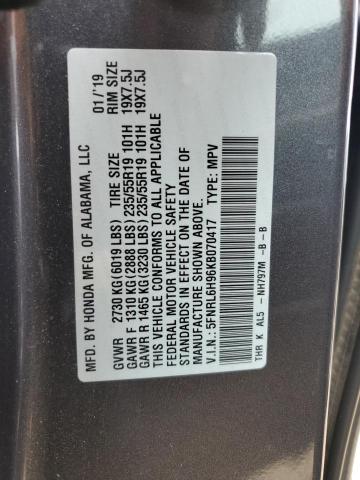 MFD. BY HONDA MFG. OF ALABAMA, LLC 01/'19
TIRE SIZE RIM SIZE
GVWR 2730 KG(6019 LBS)
GAWR F 1310 KG(2888 LBS) 235/55R19 101H 19X7.5J
GAWR R 1465 KG(3230 LBS) 235/55R19 101H 19X7.5J
THIS VEHICLE CONFORMS TO ALL APPLICABLE
FEDERAL MOTOR VEHICLE SAFETY
STANDARDS IN EFFECT ON THE DATE OF
MANUFACTURE SHOWN ABOVE.
V.I.N.: 5FNRL6H96KB070417 TYPE: MPV
THR K AL5 - NH797M -B - B